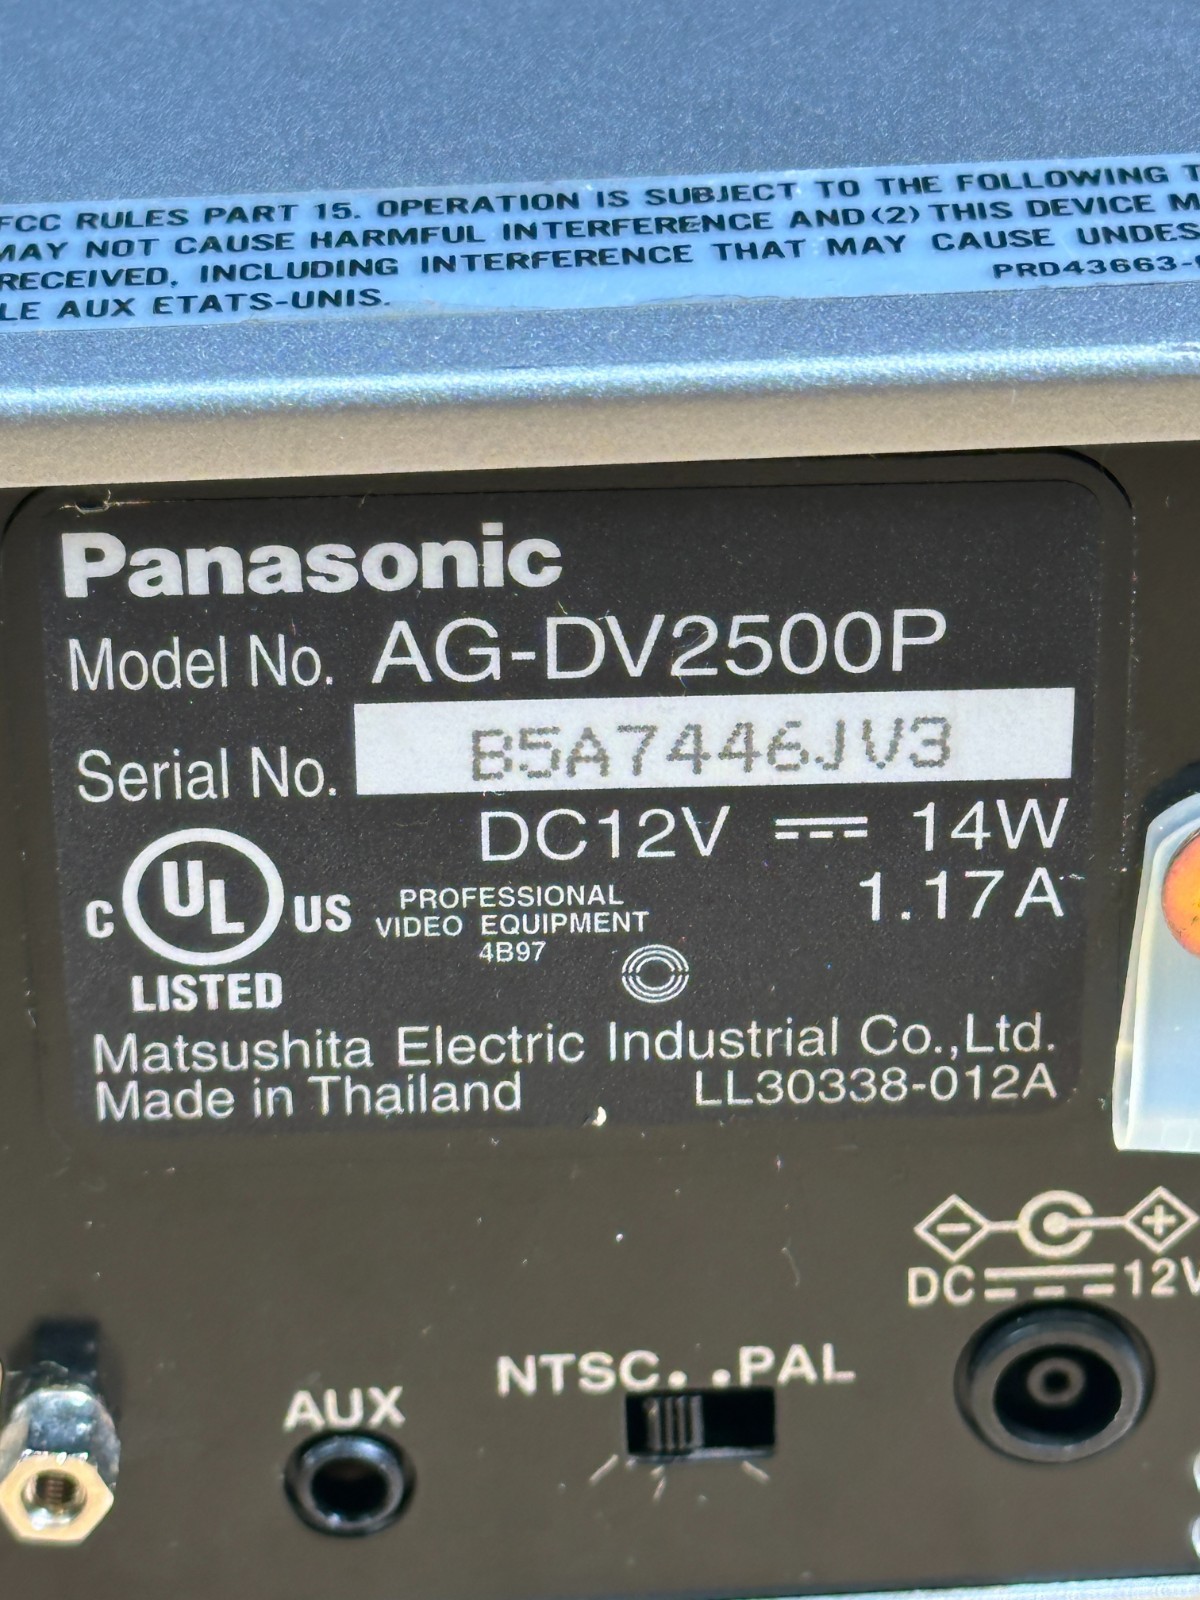 FCC RULES PART 15. OPERATION IS SUBJECT TO THE FOLLOWING
MAY NOT CAUSE HARMFUL INTERFERENCE AND (2) THIS DEVICE
RECEIVED, INCLUDING INTERFERENCE THAT MAY CAUSE
LE AUX ETATS-UNIS. PRD43663-
Panasonic
Model No. AG-DV2500P
Serial No. B5A7446JV3
DC12V 14W
1.17A
C UL US
LISTED
PROFESSIONAL
VIDEO EQUIPMENT
4B97
Matsushita Electric Industrial Co.,Ltd.
Made in Thailand LL30338-012A
- +
DC 12V
NTSC. .PAL
AUX